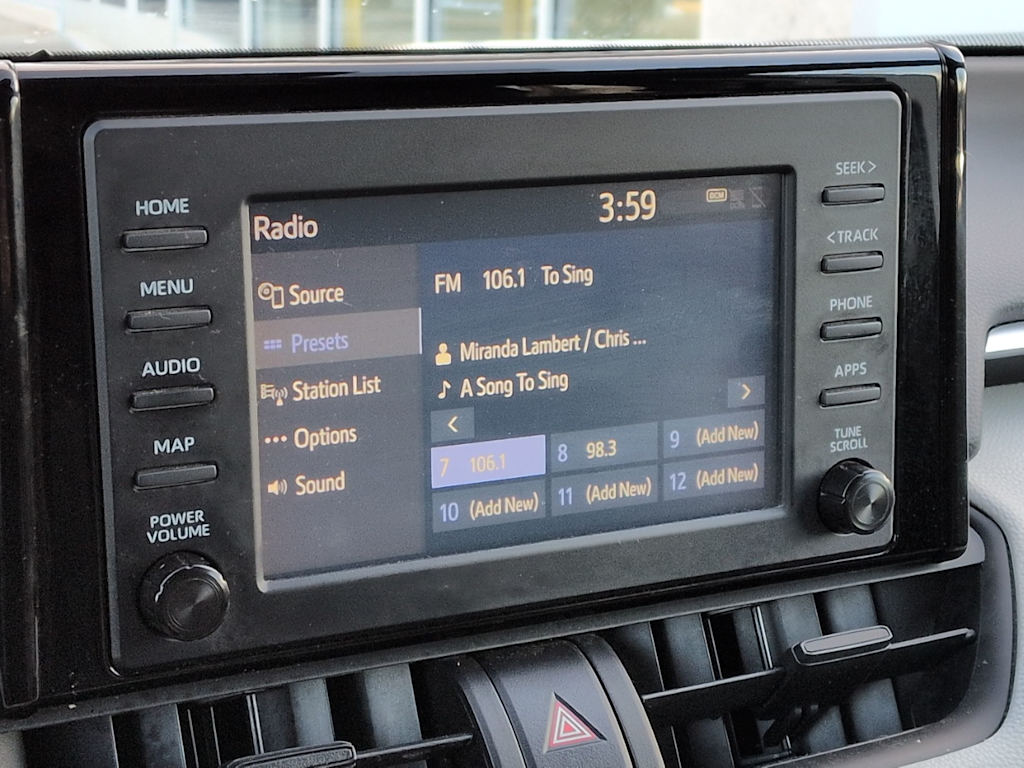 HOME
MENU
AUDIO
MAP
POWER
VOLUME
Radio
3:59
DCM
Source
Presets
Station List
Options
Sound
FM 106.1 To Sing
Miranda Lambert / Chris ...
A Song To Sing
<
>
7 106.1
8 98.3
9 (Add New)
10 (Add New)
11 (Add New)
12 (Add New)
SEEK >
< TRACK
PHONE
APPS
TUNE
SCROLL